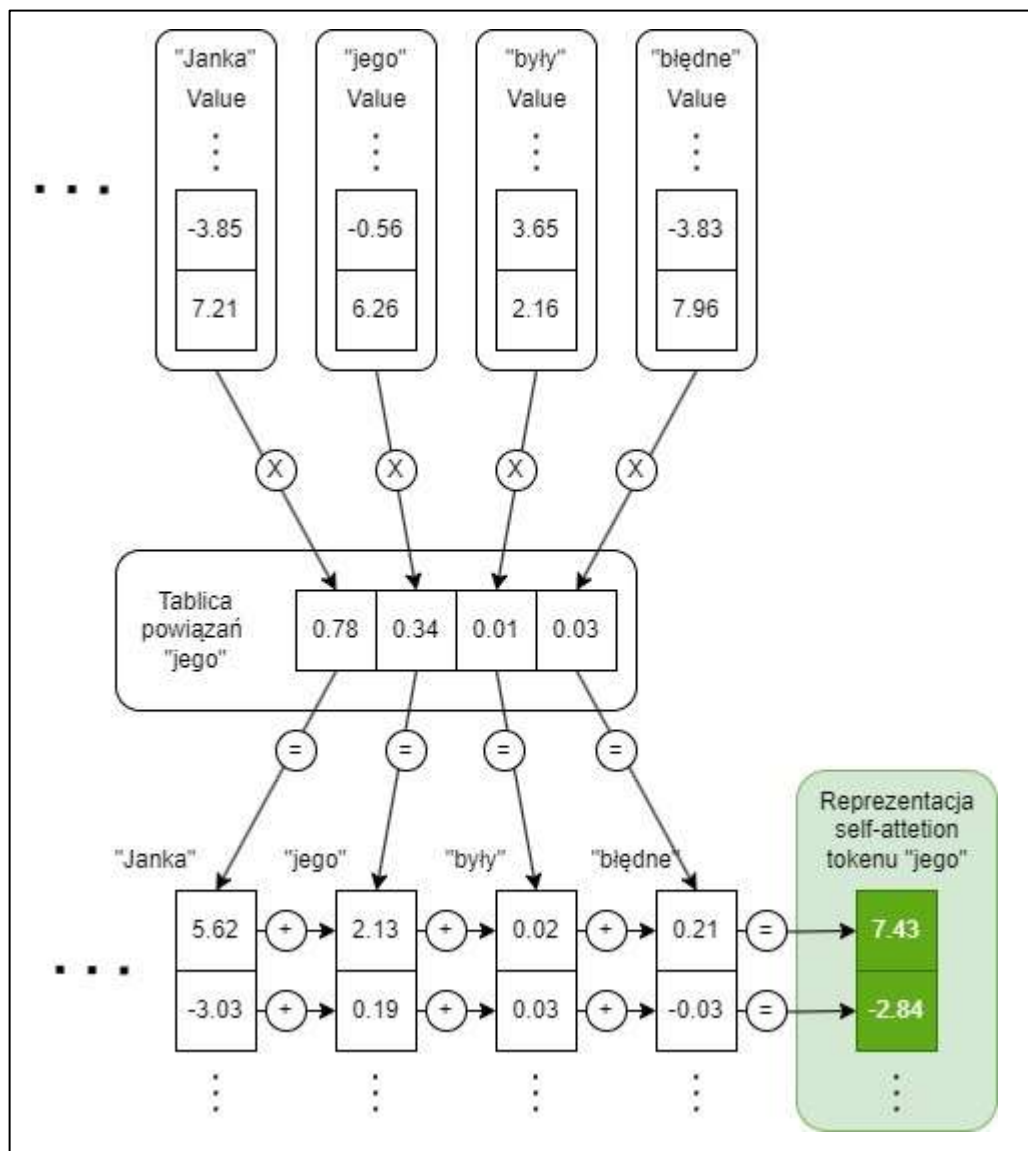 "Janka" "jego" "były" "błędne"
Value Value Value Value
-3.85 -0.56 3.65 -3.83
7.21 6.26 2.16 7.96
X X X X
Tablica
powiązań
"jego"
0.78 0.34 0.01 0.03
= = = =
Reprezentacja
self-attetion
tokenu "jego"
"Janka" "jego" "były" "błędne"
5.62 + 2.13 + 0.02 + 0.21 = 7.43
-3.03 + 0.19 + 0.03 + -0.03 = -2.84